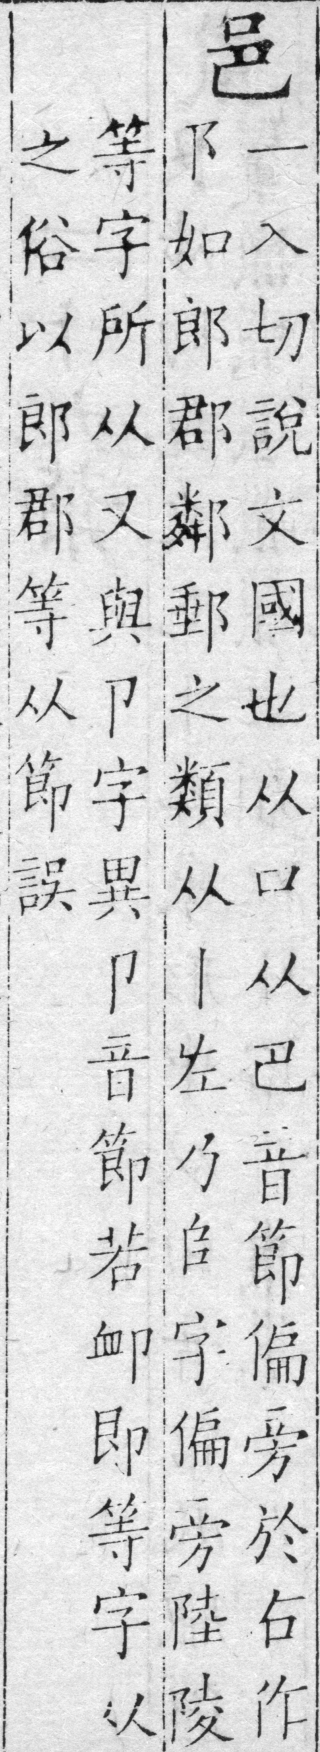 邑
一入切說文國也从口从巴音節偏旁於右作
阝如郎郡鄰郵之類从丨左乃𨸏字偏旁陸陵
等字所从又與卩字異卩音節若卹即等字从
之俗以郎郡等从節誤